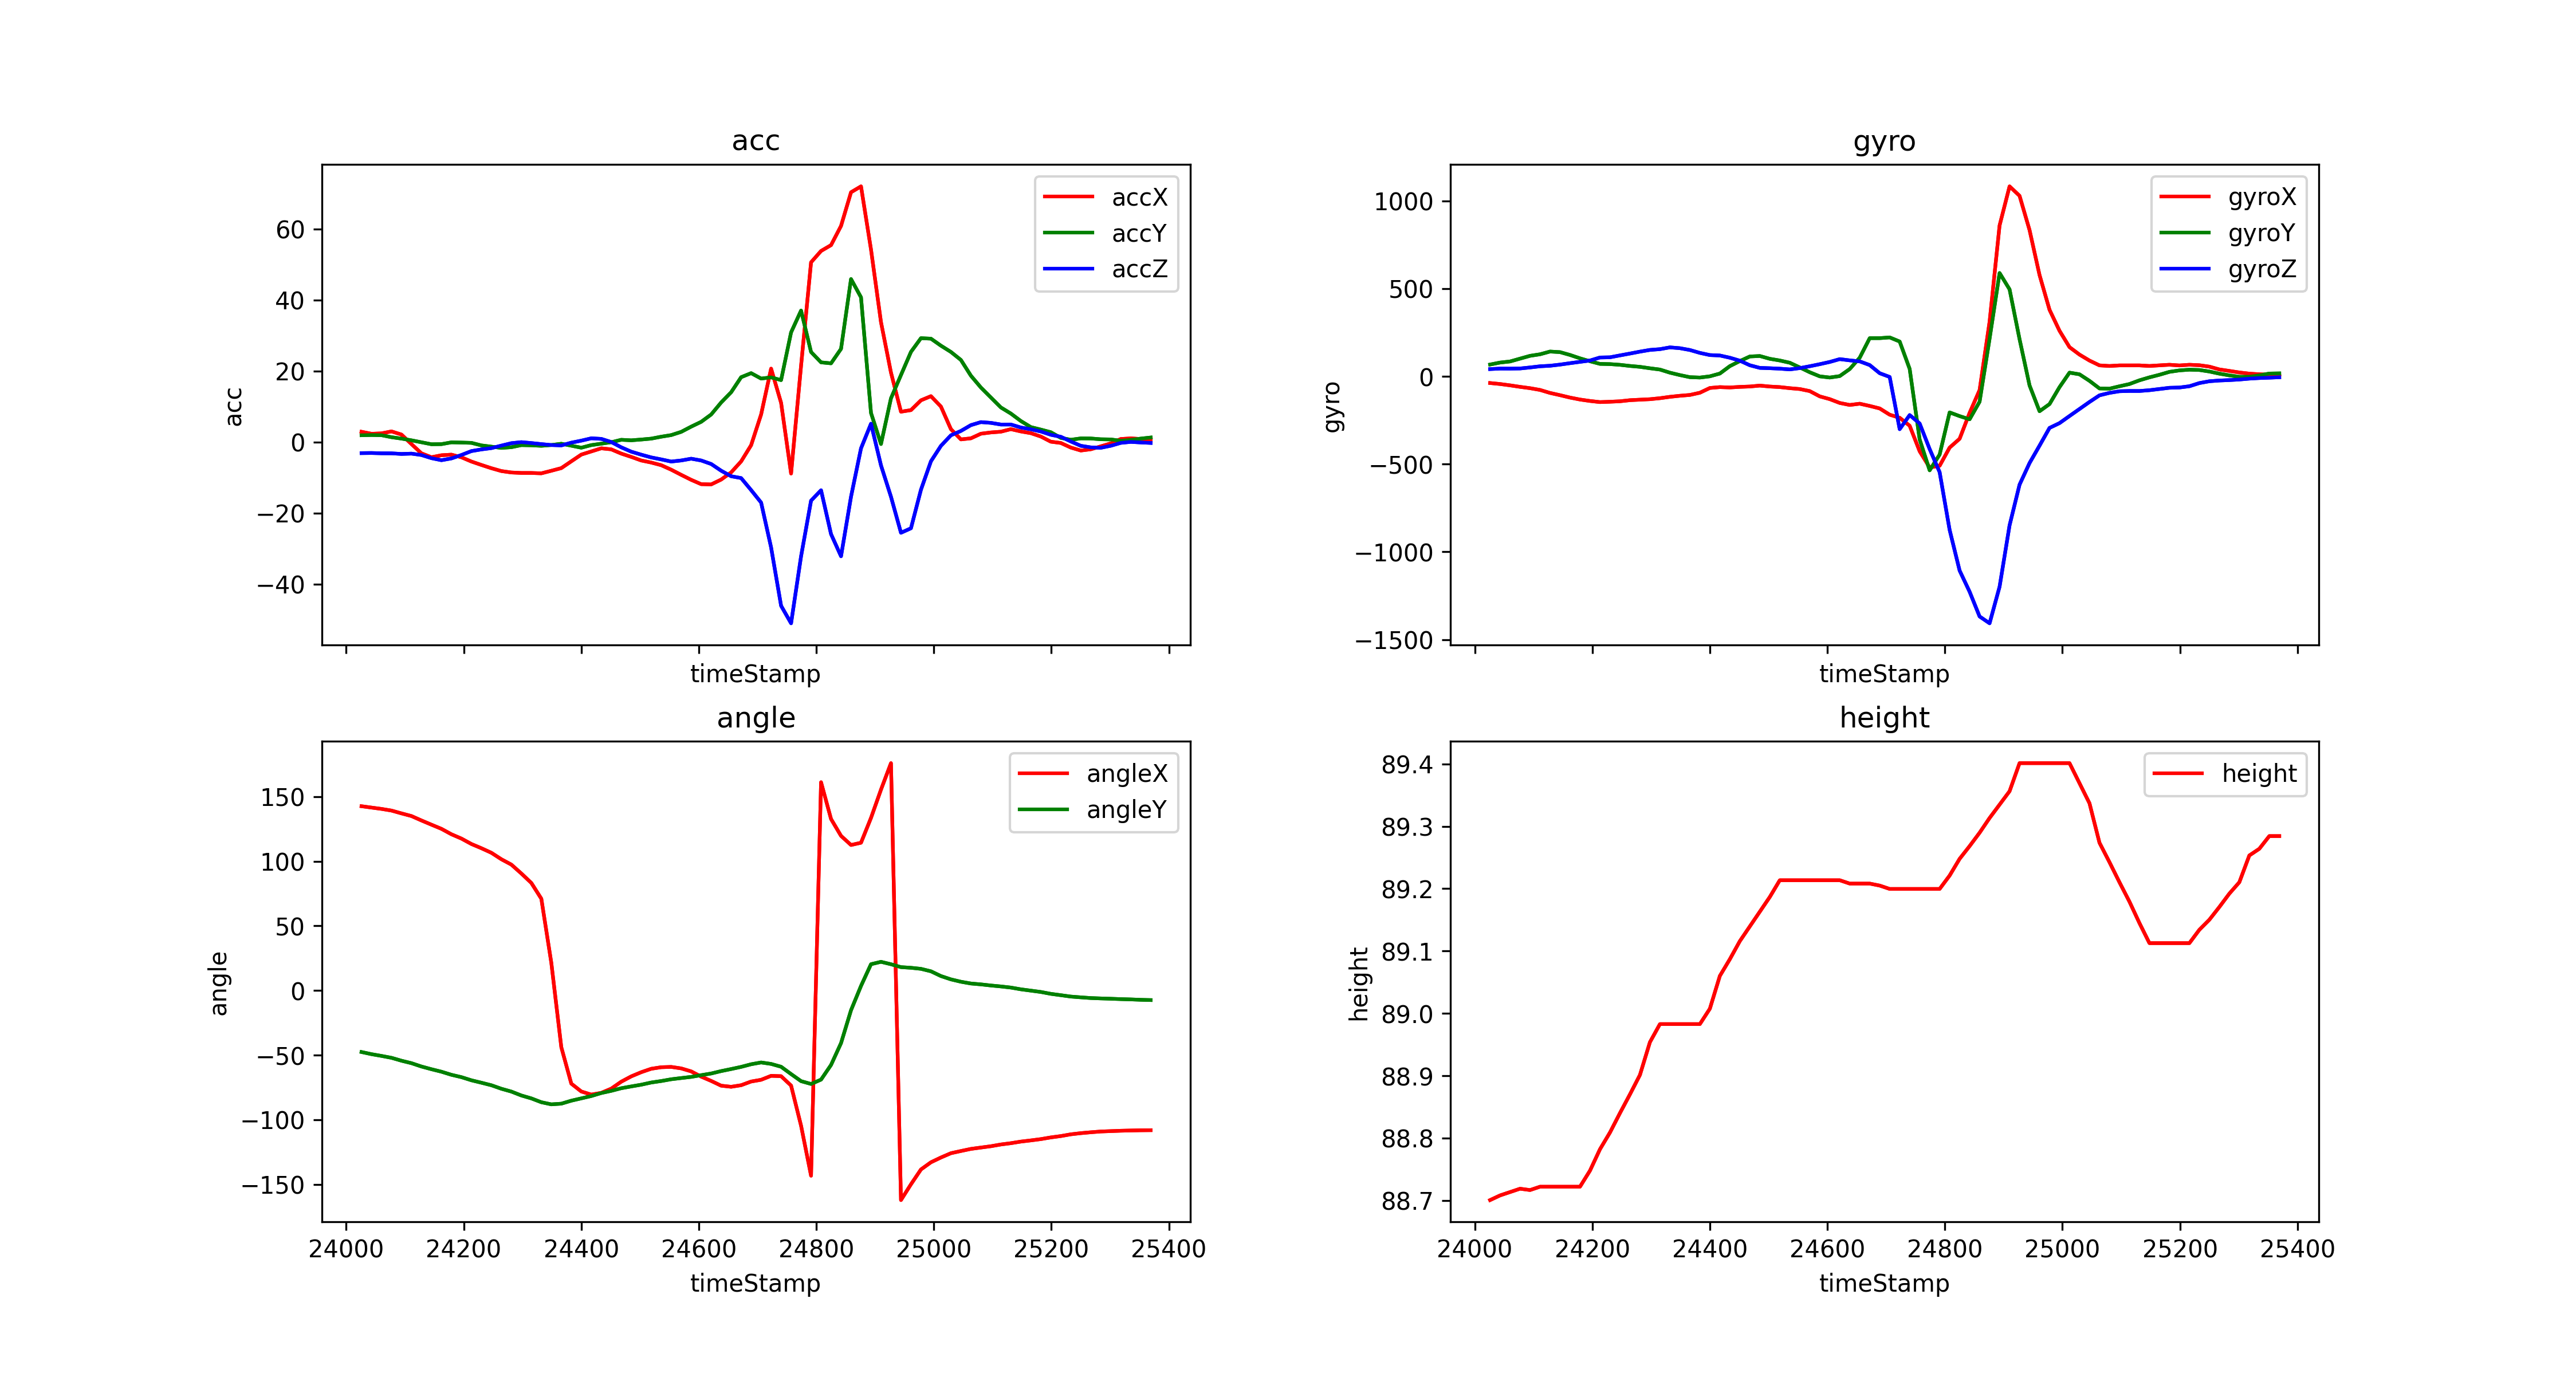 acc
acc
60
40
20
0
−20
−40
timeStamp
accX
accY
accZ
gyro
gyro
1000
500
0
−500
−1000
−1500
timeStamp
gyroX
gyroY
gyroZ
angle
angle
150
100
50
0
−50
−100
−150
24000 24200 24400 24600 24800 25000 25200 25400
timeStamp
angleX
angleY
height
height
89.4
89.3
89.2
89.1
89.0
88.9
88.8
88.7
24000 24200 24400 24600 24800 25000 25200 25400
timeStamp
height